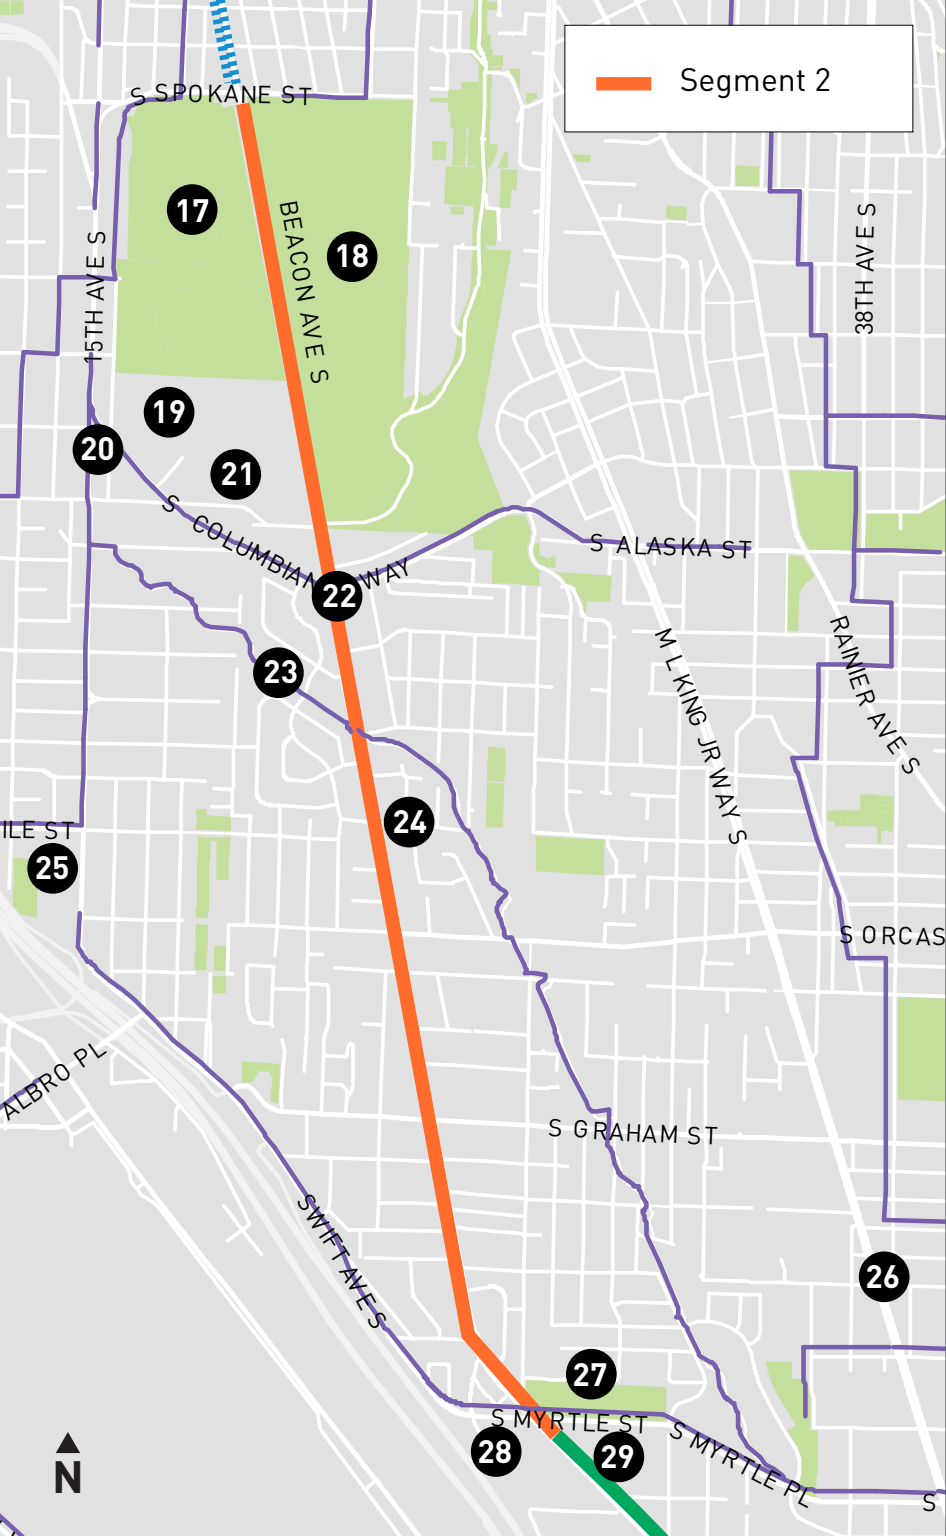 Segment 2
S SPOKANE ST
17
18
BEACON AVE S
15TH AVE S
38TH AVE S
19
20
21
S COLUMBIAN WAY
S ALASKA ST
22
23
M L KING JR WAY S
RAINIER AVE S
24
ILE ST
25
S ORCAS
ALBRO PL
S GRAHAM ST
SWIFT AVE S
26
27
S MYRTLE ST
S MYRTLE PL
28
29
S
N